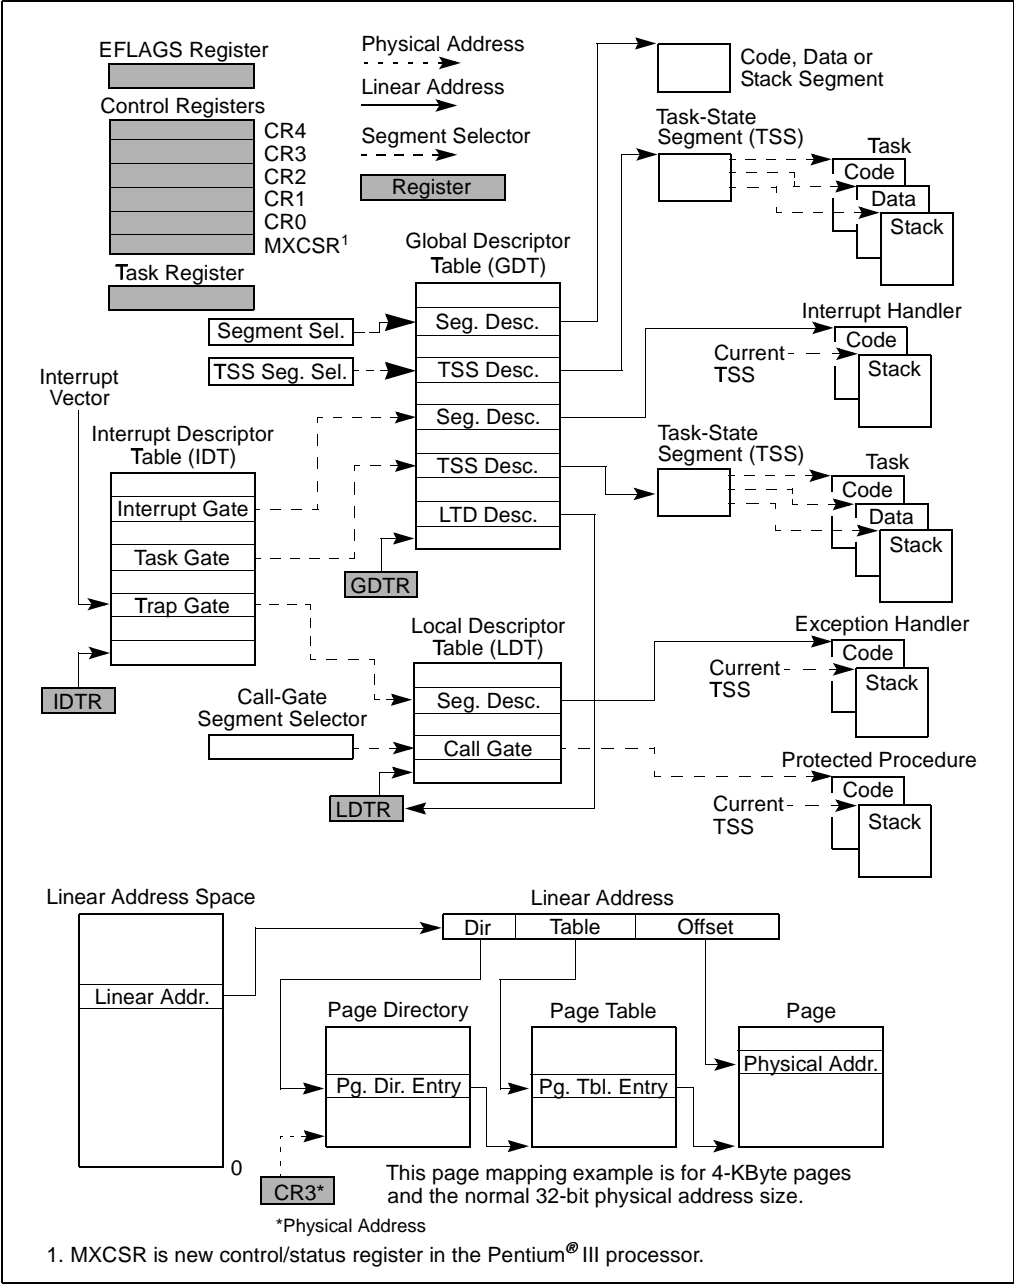 EFLAGS Register
Control Registers
CR4
CR3
CR2
CR1
CR0
MXCSR1
Task Register
Physical Address
Linear Address
Segment Selector
Register
Code, Data or
Stack Segment
Task-State
Segment (TSS)
Task
Code
Data
Stack
Global Descriptor
Table (GDT)
Segment Sel.
Seg. Desc.
TSS Seg. Sel.
TSS Desc.
Seg. Desc.
TSS Desc.
LTD Desc.
GDTR
Interrupt Handler
Code
Current
TSS
Stack
Interrupt
Vector
Interrupt Descriptor
Table (IDT)
Interrupt Gate
Task Gate
Trap Gate
IDTR
Task-State
Segment (TSS)
Task
Code
Data
Stack
Local Descriptor
Table (LDT)
Seg. Desc.
Call-Gate
Segment Selector
Call Gate
LDTR
Exception Handler
Code
Current
TSS
Stack
Protected Procedure
Code
Current
TSS
Stack
Linear Address Space
Linear Addr.
0
Linear Address
Dir
Table
Offset
Page Directory
Pg. Dir. Entry
Page Table
Pg. Tbl. Entry
Page
Physical Addr.
CR3*
*Physical Address
This page mapping example is for 4-KByte pages
and the normal 32-bit physical address size.
1. MXCSR is new control/status register in the Pentium® III processor.